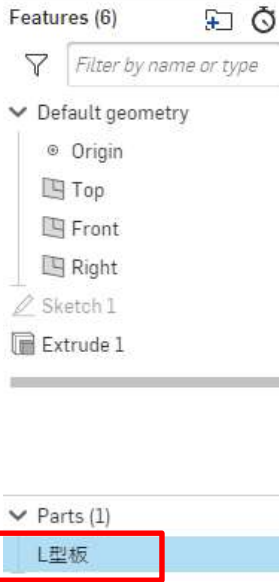 Features (6)
Filter by name or type
Default geometry
Origin
Top
Front
Right
Sketch 1
Extrude 1
Parts (1)
L型板